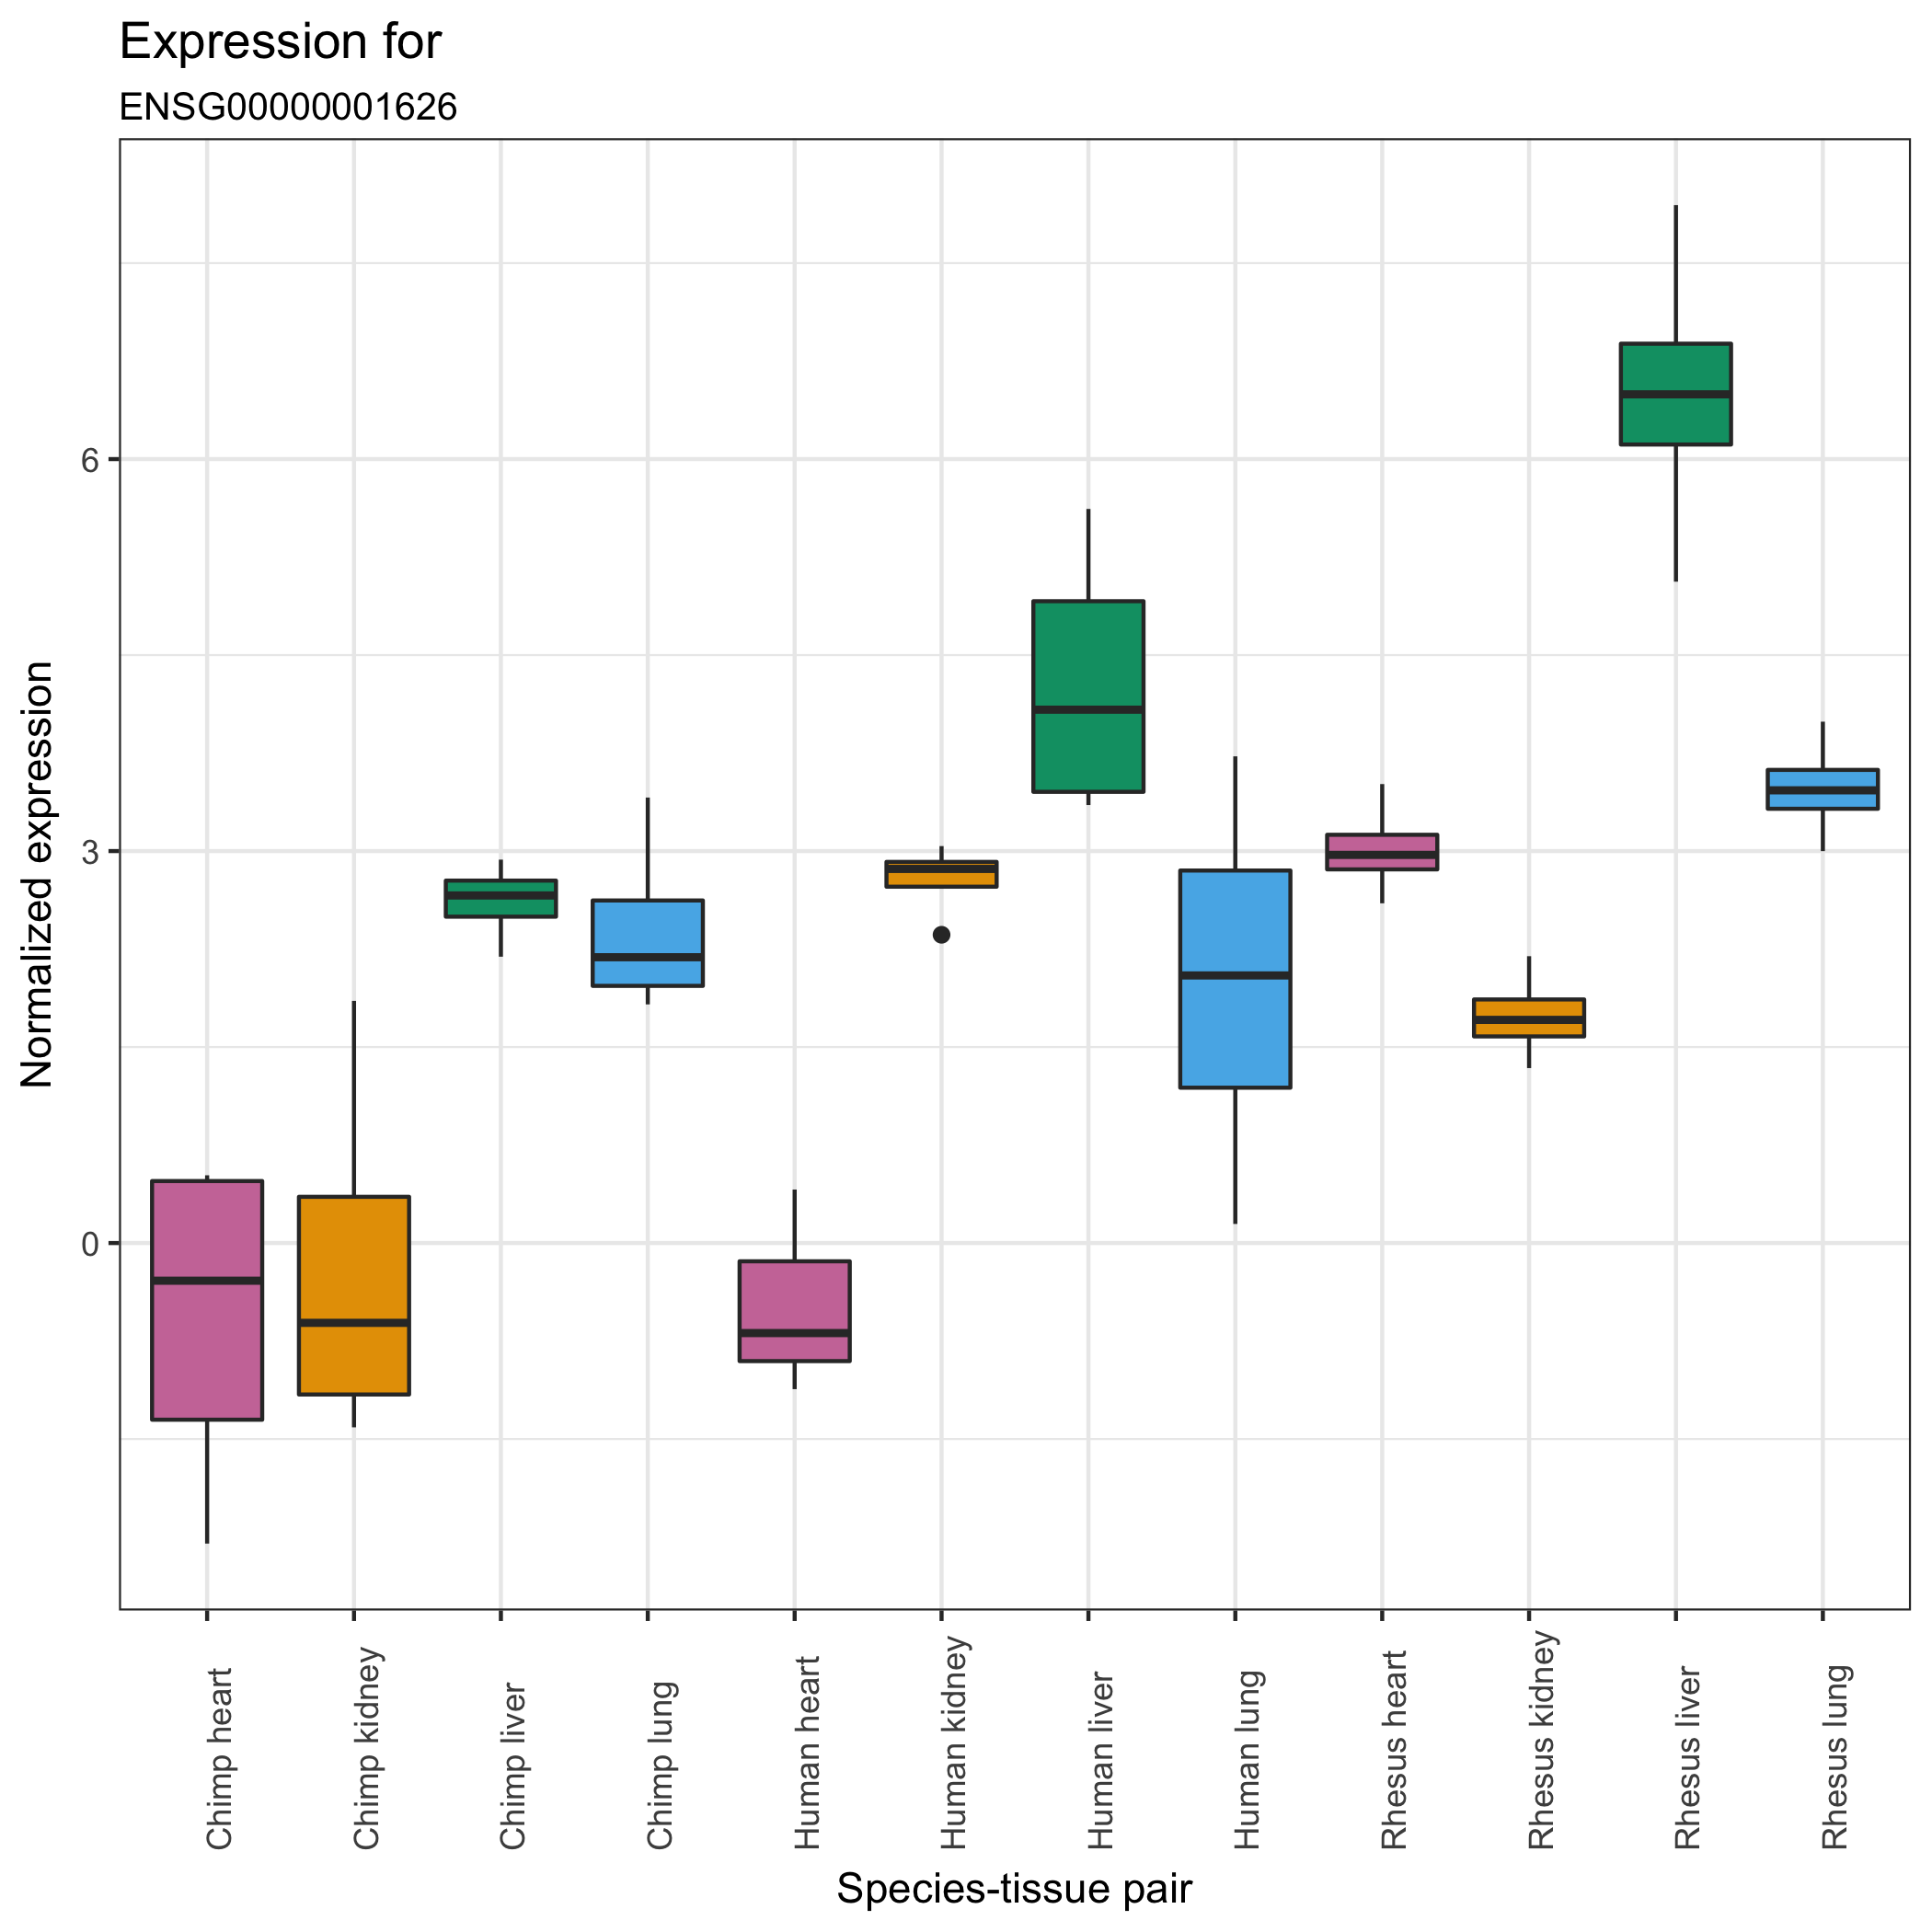 Expression for
ENSG00000001626
Normalized expression
6
3
0
Chimp heart
Chimp kidney
Chimp liver
Chimp lung
Human heart
Human kidney
Human liver
Human lung
Rhesus heart
Rhesus kidney
Rhesus liver
Rhesus lung
Species-tissue pair